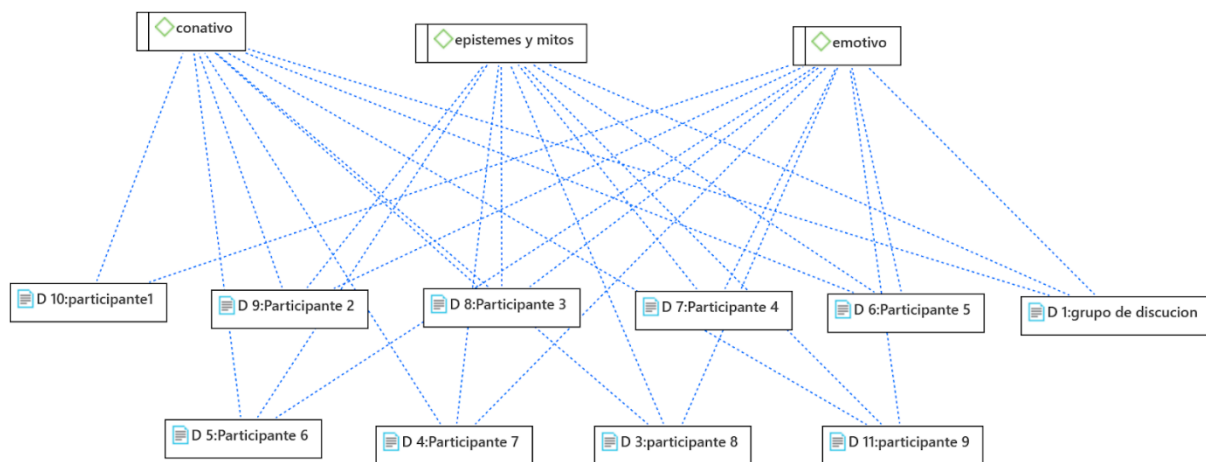 conativo
epistemes y mitos
emotivo
D 10:participante1
D 9:Participante 2
D 8:Participante 3
D 7:Participante 4
D 6:Participante 5
D 1:grupo de discucion
D 5:Participante 6
D 4:Participante 7
D 3:participante 8
D 11:participante 9